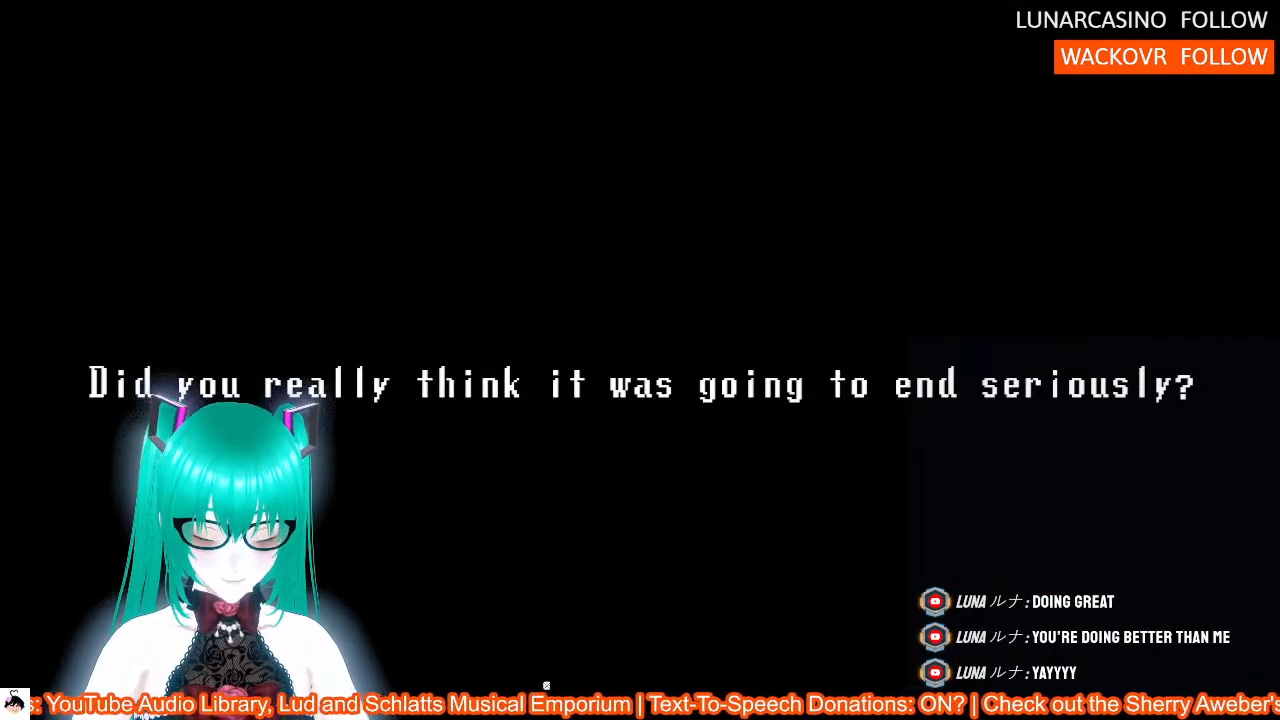 LUNARCASINO FOLLOW
WACKOVR FOLLOW
Did you really think it was going to end seriously?
LUNA ルナ: DOING GREAT
LUNA ルナ: YOU'RE DOING BETTER THAN ME
LUNA ルナ: YAYYYY
s: YouTube Audio Library, Lud and Schlatts Musical Emporium | Text-To-Speech Donations: ON? | Check out the Sherry Aweber's